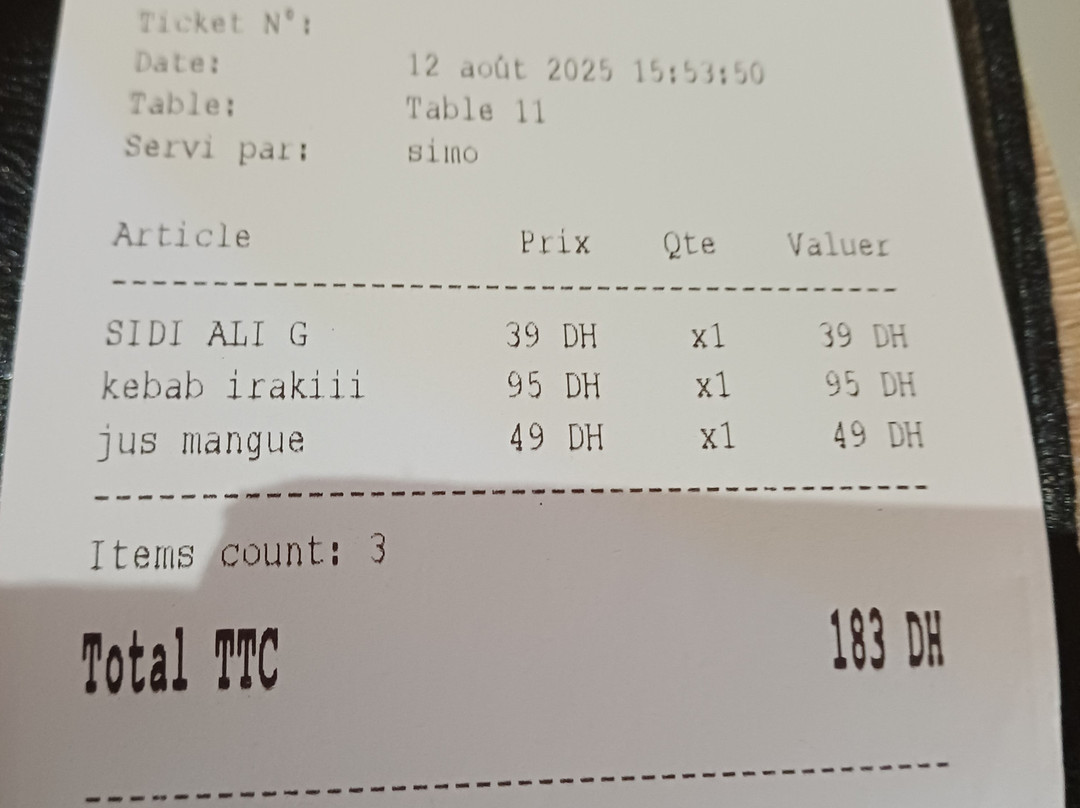 Ticket N°:
Date: 12 août 2025 15:53:50
Table: Table 11
Servi par: simo
Article Prix Qte Valuer
SIDI ALI G 39 DH x1 39 DH
kebab irakiii 95 DH x1 95 DH
jus mangue 49 DH x1 49 DH
Items count: 3
Total TTC 183 DH